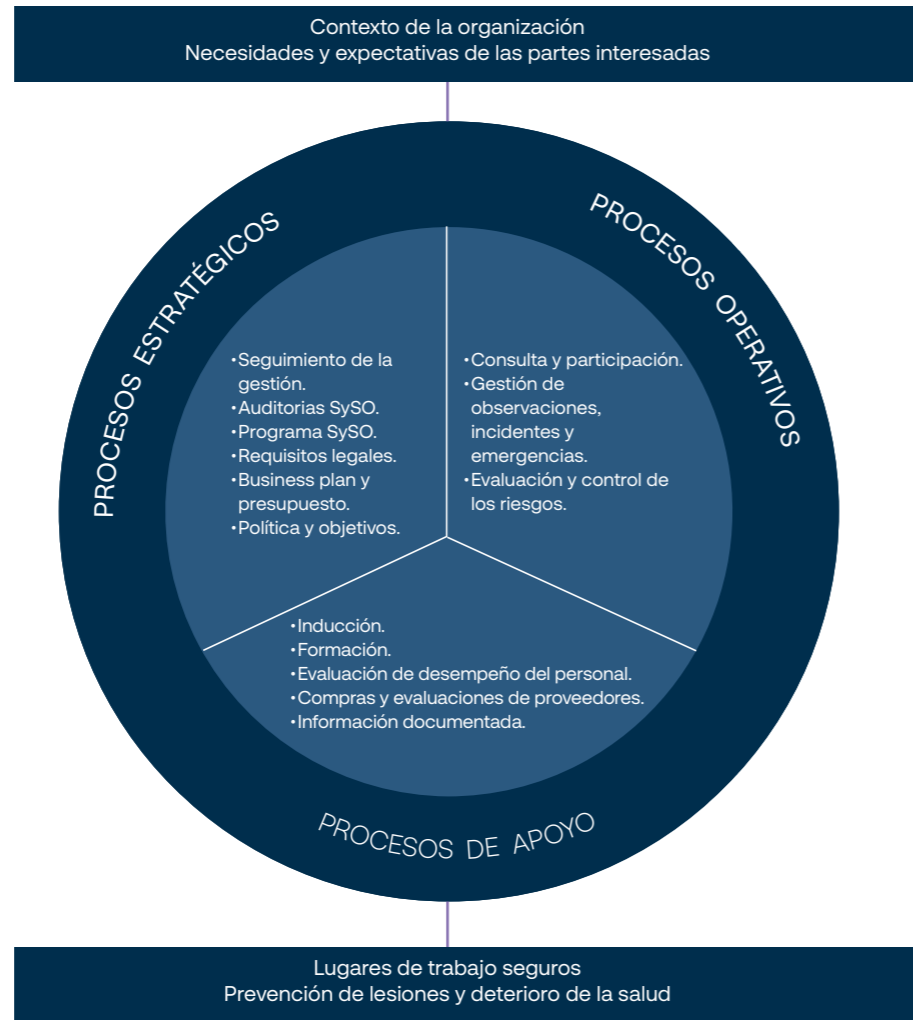 Contexto de la organización
Necesidades y expectativas de las partes interesadas
PROCESOS ESTRATÉGICOS
•Seguimiento de la
gestión.
•Auditorias SySO.
•Programa SySO.
•Requisitos legales.
•Business plan y
presupuesto.
•Política y objetivos.
PROCESOS OPERATIVOS
•Consulta y participación.
•Gestión de
observaciones,
incidentes y
emergencias.
•Evaluación y control de
los riesgos.
•Inducción.
•Formación.
•Evaluación de desempeño del personal.
•Compras y evaluaciones de proveedores.
•Información documentada.
PROCESOS DE APOYO
Lugares de trabajo seguros
Prevención de lesiones y deterioro de la salud